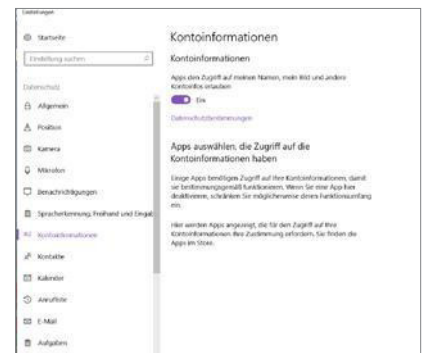 Einstellungen
Startseite
Einstellung suchen
Datenschutz
Allgemein
Position
Kamera
Mikrofon
Benachrichtigungen
Spracherkennung, Freihand und Eingab
Kontoinformationen
Kontakte
Kalender
Anrufliste
E-Mail
Aufgaben
Kontoinformationen
Kontoinformationen
Apps den Zugriff auf meinen Namen, mein Bild und andere
Kontoinfos erlauben
Ein
Datenschutzbestimmungen
Apps auswählen, die Zugriff auf die
Kontoinformationen haben
Einige Apps benötigen Zugriff auf Ihre Kontoinformationen, damit
sie bestimmungsgemäß funktionieren. Wenn Sie eine App hier
deaktivieren, schränken Sie möglicherweise deren Funktionsumfang
ein.
Hier werden Apps angezeigt, die für den Zugriff auf Ihre
Kontoinformationen Ihre Zustimmung erfordern. Sie finden die
Apps im Store.